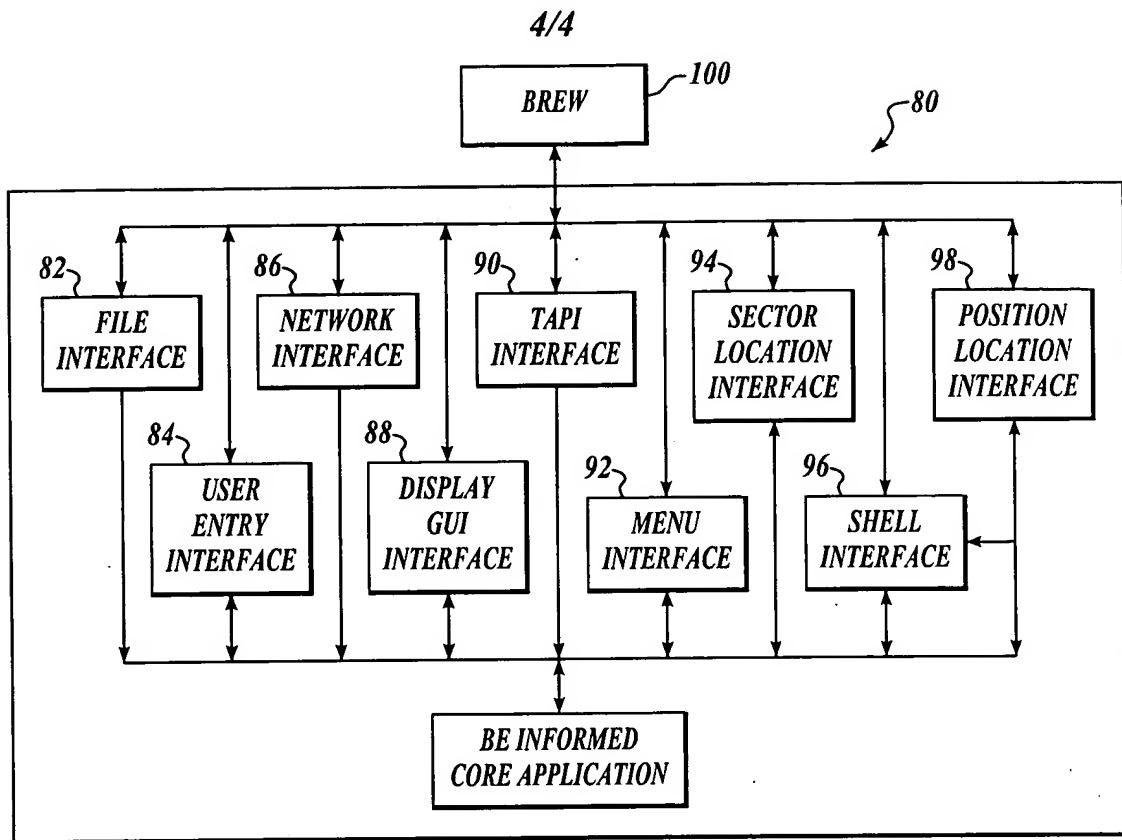 4/4
BREW
100
80
82
FILE
INTERFACE
86
NETWORK
INTERFACE
90
TAPI
INTERFACE
94
SECTOR
LOCATION
INTERFACE
98
POSITION
LOCATION
INTERFACE
84
USER
ENTRY
INTERFACE
88
DISPLAY
GUI
INTERFACE
92
MENU
INTERFACE
96
SHELL
INTERFACE
BE INFORMED
CORE APPLICATION